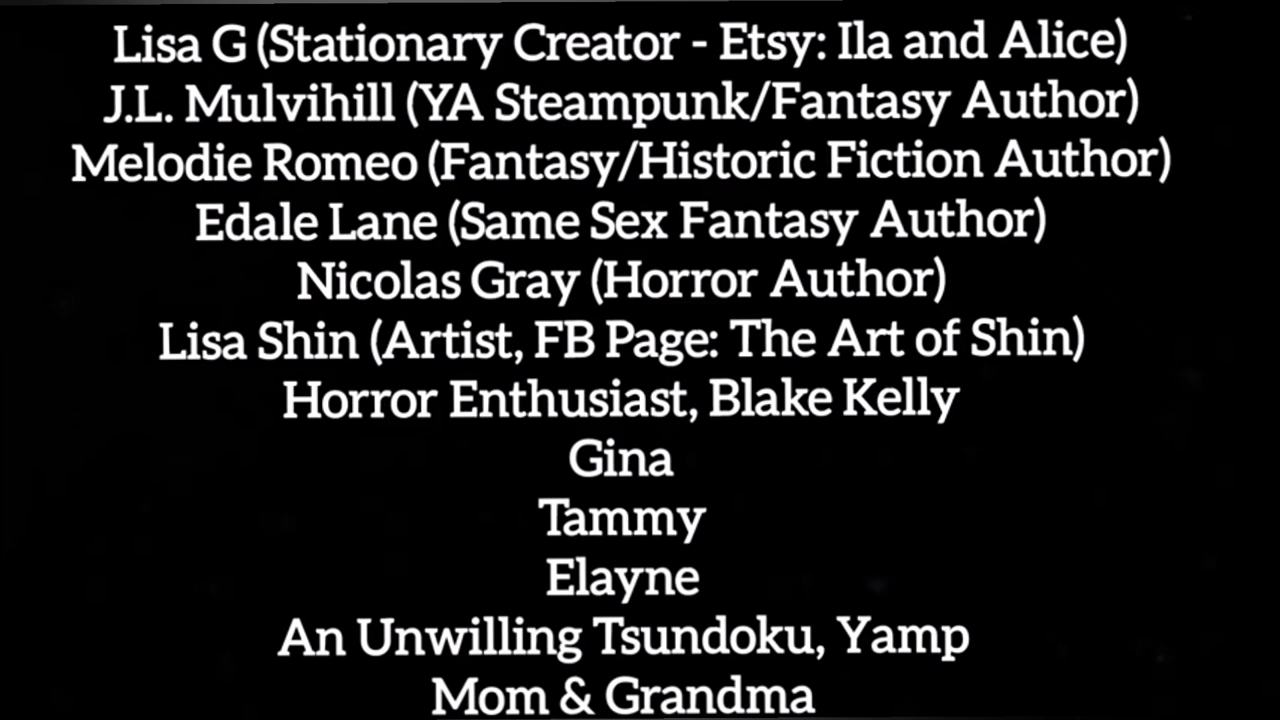 Lisa G (Stationary Creator - Etsy: Ila and Alice)
J.L. Mulvihill (YA Steampunk/Fantasy Author)
Melodie Romeo (Fantasy/Historic Fiction Author)
Edale Lane (Same Sex Fantasy Author)
Nicolas Gray (Horror Author)
Lisa Shin (Artist, FB Page: The Art of Shin)
Horror Enthusiast, Blake Kelly
Gina
Tammy
Elayne
An Unwilling Tsundoku, Yamp
Mom & Grandma